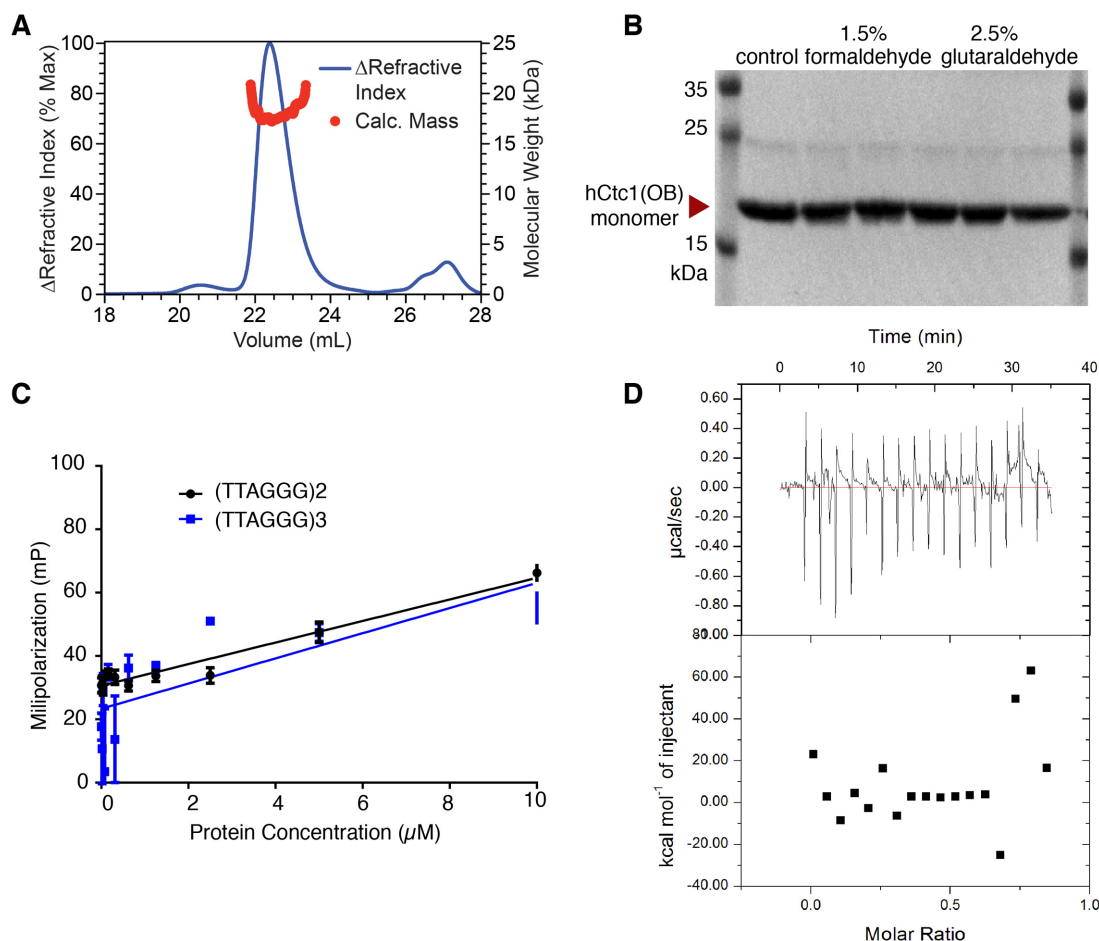 A
100
80
60
40
20
0
ΔRefractive Index (% Max)
25
20
15
10
5
0
Molecular Weight (kDa)
ΔRefractive
Index
Calc. Mass
18 20 22 24 26 28
Volume (mL)
B
1.5% 2.5%
control formaldehyde glutaraldehyde
35
25
hCtc1(OB)
monomer
15
kDa
C
100
80
60
40
20
0
Milipolarization (mP)
(TTAGGG)2
(TTAGGG)3
0 2 4 6 8 10
Protein Concentration (µM)
D
Time (min)
0 10 20 30 40
0.60
0.40
0.20
0.00
-0.20
-0.40
-0.60
-0.80
µcal/sec
60.00
40.00
20.00
0.00
-20.00
-40.00
kcal mol⁻¹ of injectant
0.0 0.5 1.0
Molar Ratio